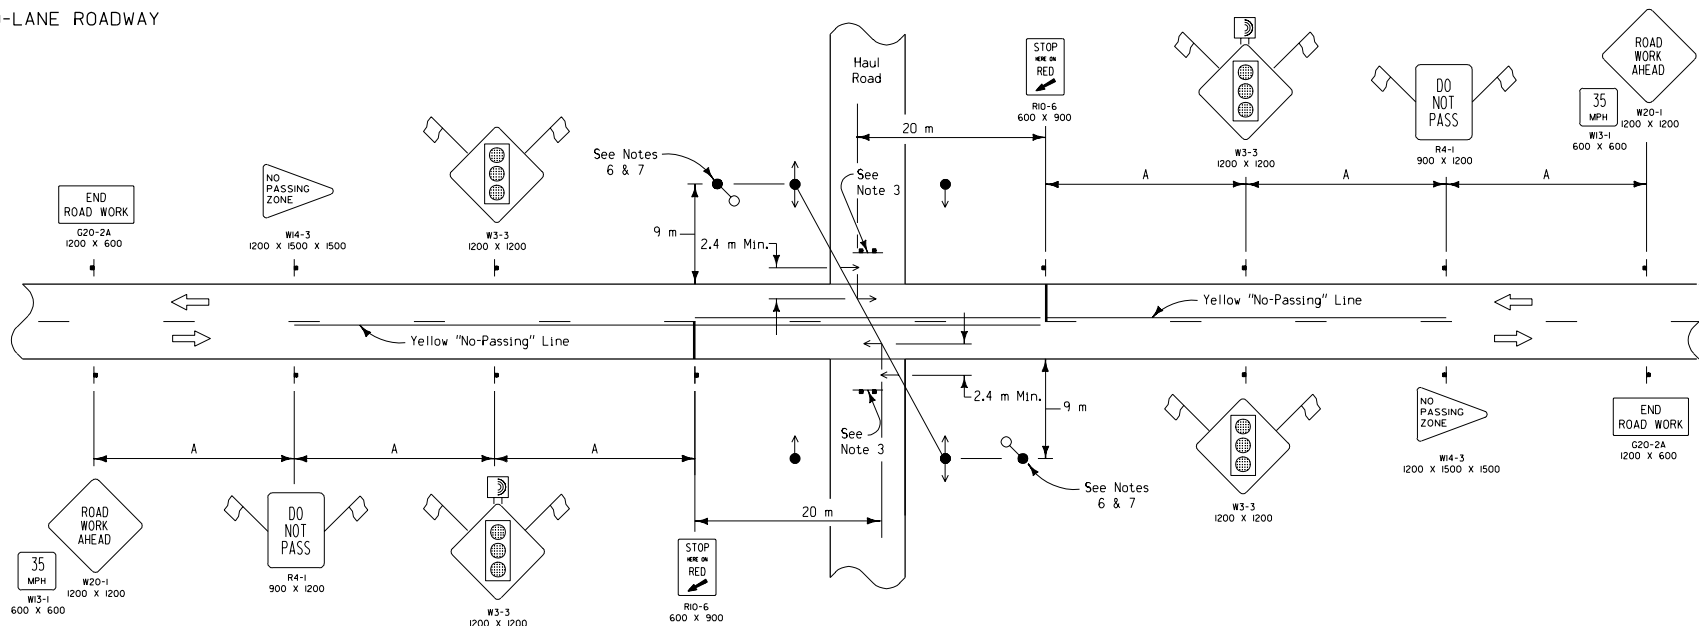 O-LANE ROADWAY
Haul
Road
STOP
HERE ON
RED
R10-6
600 X 900
20 m
W3-3
1200 X 1200
DO
NOT
PASS
R4-1
900 X 1200
ROAD
WORK
AHEAD
W20-1
1200 X 1200
35
MPH
W13-1
600 X 600
A
A
A
END
ROAD WORK
G20-2A
1200 X 600
NO
PASSING
ZONE
W14-3
1200 X 1500 X 1500
W3-3
1200 X 1200
See Notes
6 & 7
See
Note 3
9 m
2.4 m Min.
Yellow "No-Passing" Line
Yellow "No-Passing" Line
2.4 m Min.
9 m
See
Note 3
See Notes
6 & 7
W3-3
1200 X 1200
NO
PASSING
ZONE
W14-3
1200 X 1500 X 1500
END
ROAD WORK
G20-2A
1200 X 600
A
A
A
20 m
ROAD
WORK
AHEAD
W20-1
1200 X 1200
35
MPH
W13-1
600 X 600
DO
NOT
PASS
R4-1
900 X 1200
W3-3
1200 X 1200
STOP
HERE ON
RED
R10-6
600 X 900